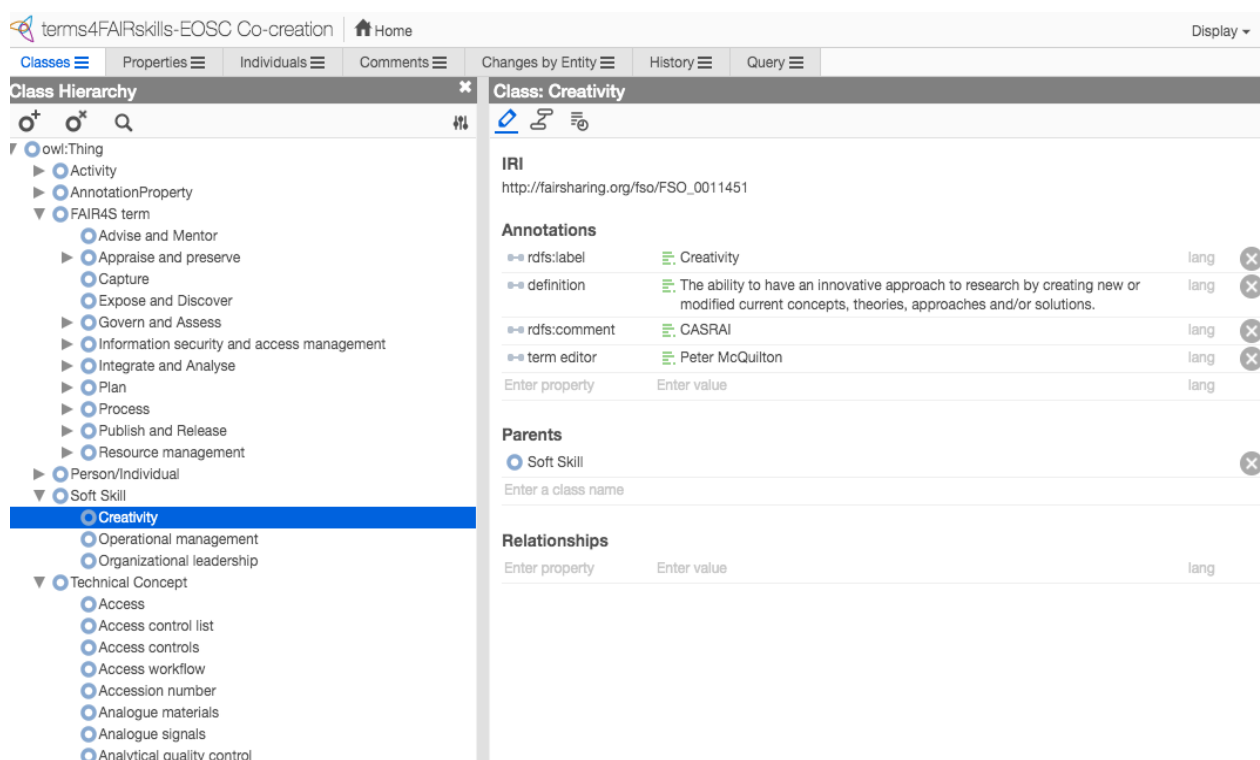 terms4FAIRskills-EOSC Co-creation Home Display
Classes Properties Individuals Comments Changes by Entity History Query
Class Hierarchy
owl:Thing
Activity
AnnotationProperty
FAIR4S term
Advise and Mentor
Appraise and preserve
Capture
Expose and Discover
Govern and Assess
Information security and access management
Integrate and Analyse
Plan
Process
Publish and Release
Resource management
Person/Individual
Soft Skill
Creativity
Operational management
Organizational leadership
Technical Concept
Access
Access control list
Access controls
Access workflow
Accession number
Analogue materials
Analogue signals
Analytical quality control
Class: Creativity
IRI
http://fairsharing.org/fso/FSO_0011451
Annotations
rdfs:label Creativity lang
definition The ability to have an innovative approach to research by creating new or lang
modified current concepts, theories, approaches and/or solutions.
rdfs:comment CASRAI lang
term editor Peter McQuilton lang
Enter property Enter value lang
Parents
Soft Skill
Enter a class name
Relationships
Enter property Enter value lang